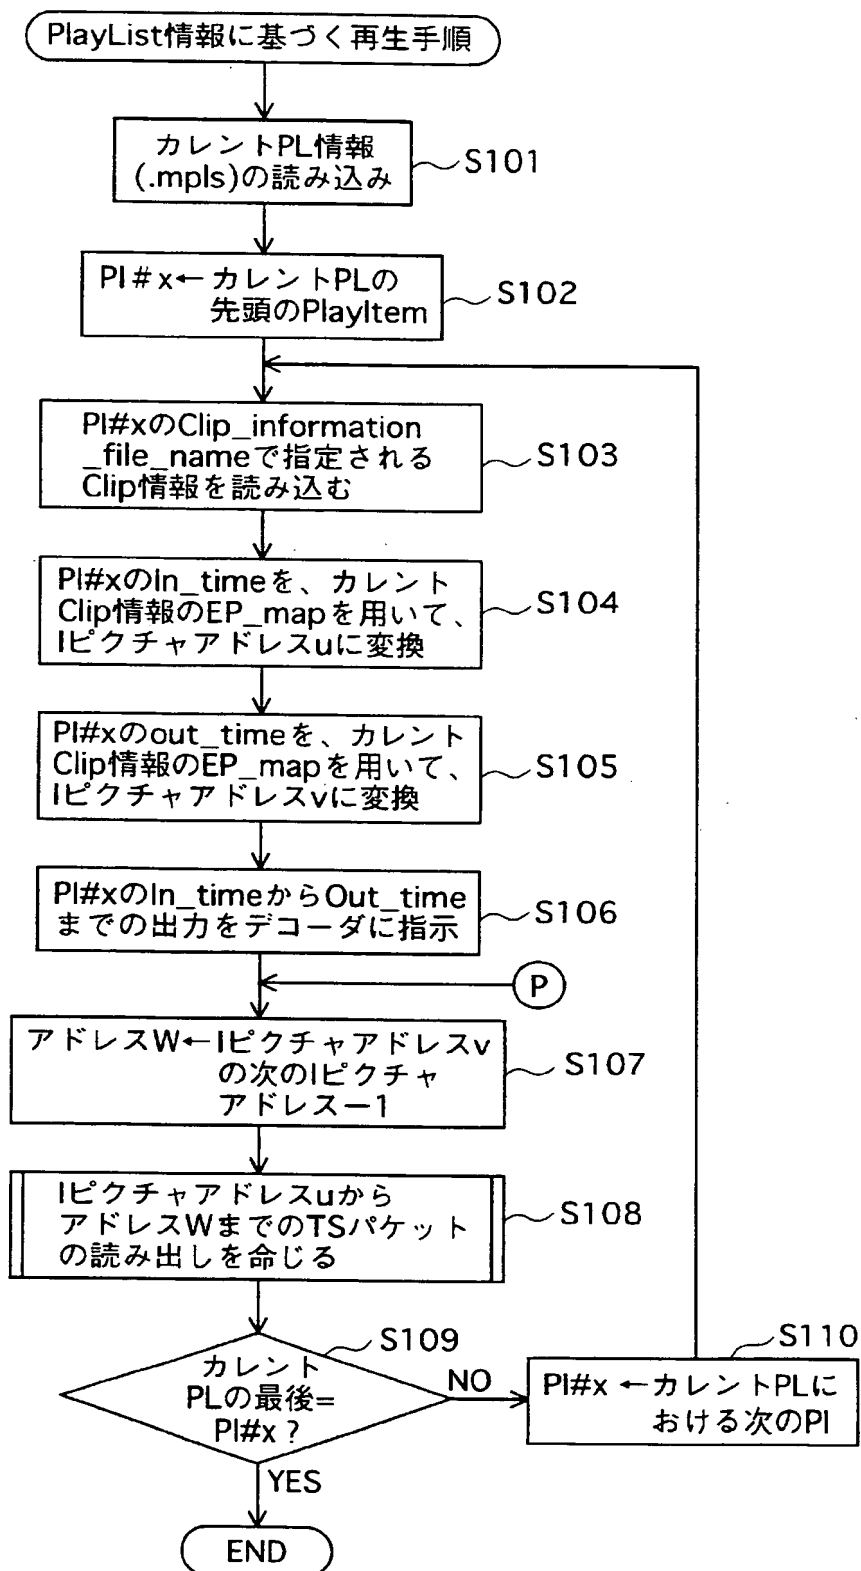 PlayList情報に基づく再生手順
カレントPL情報
(.mpls)の読み込み
S101
PI#x←カレントPLの
先頭のPlayItem
S102
PI#xのClip_information
_file_nameで指定される
Clip情報を読み込む
S103
PI#xのIn_timeを、カレント
Clip情報のEP_mapを用いて、
Iピクチャアドレスuに変換
S104
PI#xのout_timeを、カレント
Clip情報のEP_mapを用いて、
Iピクチャアドレスvに変換
S105
PI#xのIn_timeからOut_time
までの出力をデコーダに指示
S106
P
アドレスW←Iピクチャアドレスv
の次のIピクチャ
アドレスー1
S107
Iピクチャアドレスuから
アドレスWまでのTSパケット
の読み出しを命じる
S108
S109
カレント
PLの最後=
PI#x?
NO
S110
PI#x ←カレントPLに
おける次のPI
YES
END